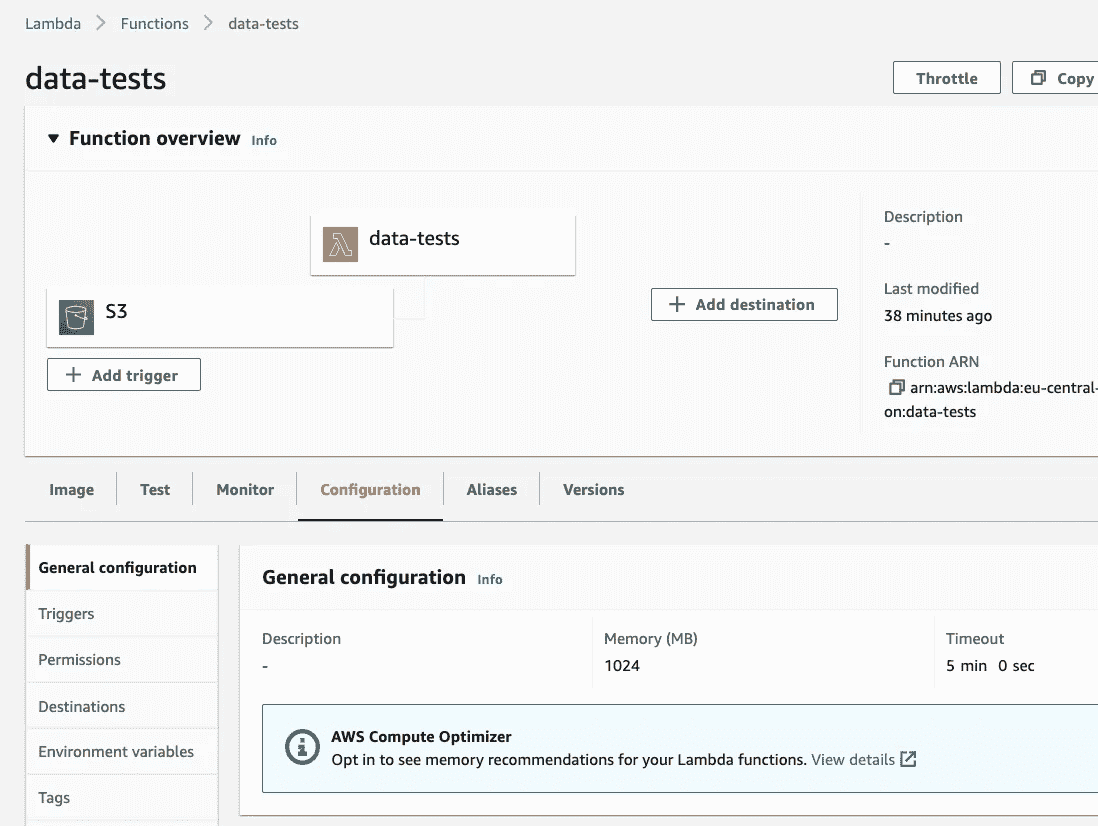 Lambda > Functions > data-tests
data-tests
Throttle
Copy
Function overview Info
data-tests
S3
Add trigger
Add destination
Description
-
Last modified
38 minutes ago
Function ARN
arn:aws:lambda:eu-central-
on:data-tests
Image
Test
Monitor
Configuration
Aliases
Versions
General configuration
Triggers
Permissions
Destinations
Environment variables
Tags
General configuration Info
Description
-
Memory (MB)
1024
Timeout
5 min 0 sec
AWS Compute Optimizer
Opt in to see memory recommendations for your Lambda functions. View details